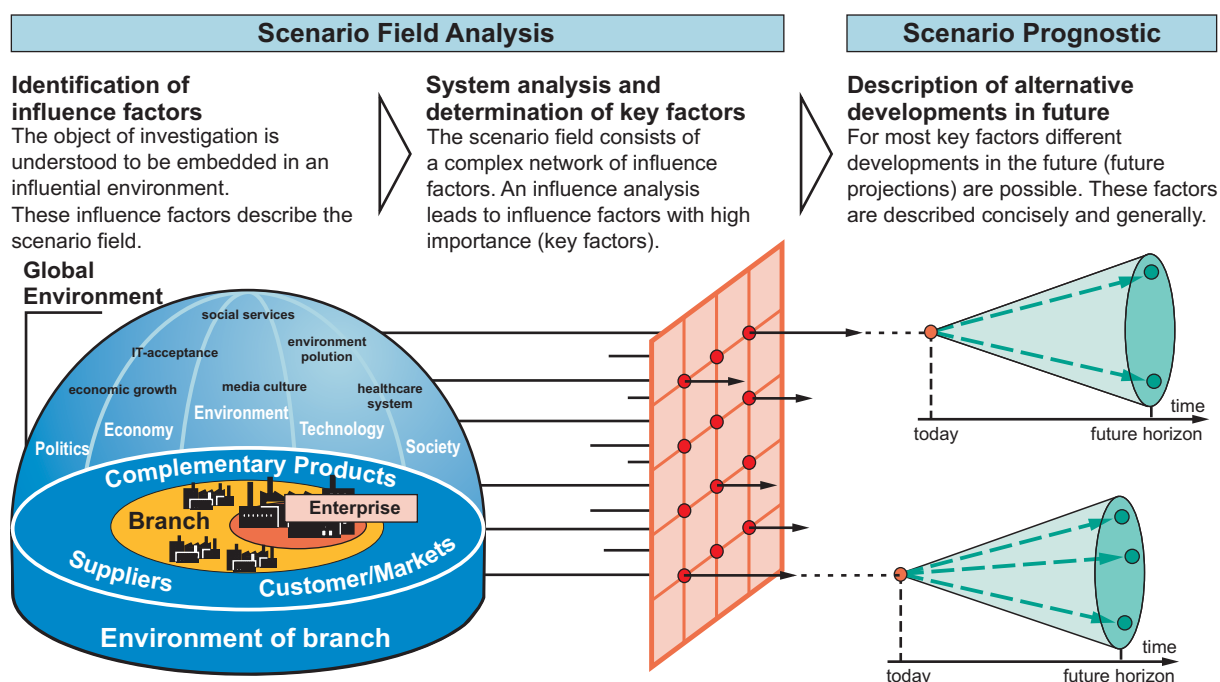 Scenario Field Analysis
Scenario Prognostic
Identification of
influence factors
The object of investigation is
understood to be embedded in an
influential environment.
These influence factors describe the
scenario field.
System analysis and
determination of key factors
The scenario field consists of
a complex network of influence
factors. An influence analysis
leads to influence factors with high
importance (key factors).
Description of alternative
developments in future
For most key factors different
developments in the future (future
projections) are possible. These factors
are described concisely and generally.
Global
Environment
social services
IT-acceptance
environment
polution
economic growth
media culture
healthcare
system
Politics
Economy
Environment
Technology
Society
Complementary Products
Branch
Enterprise
Suppliers
Customer/Markets
Environment of branch
time
today
future horizon
time
today
future horizon